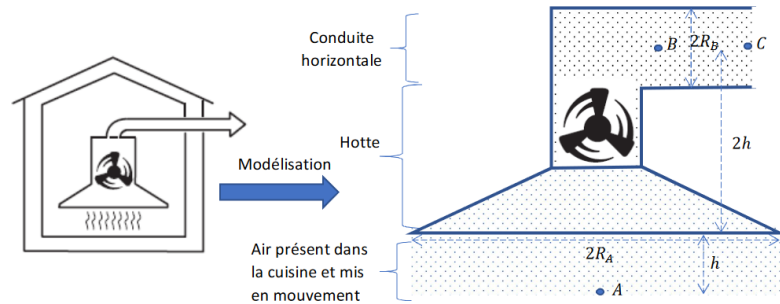 Conduite
horizontale
B
2R_B
C
Hotte
2h
Modélisation
Air présent dans
la cuisine et mis
en mouvement
2R_A
h
A